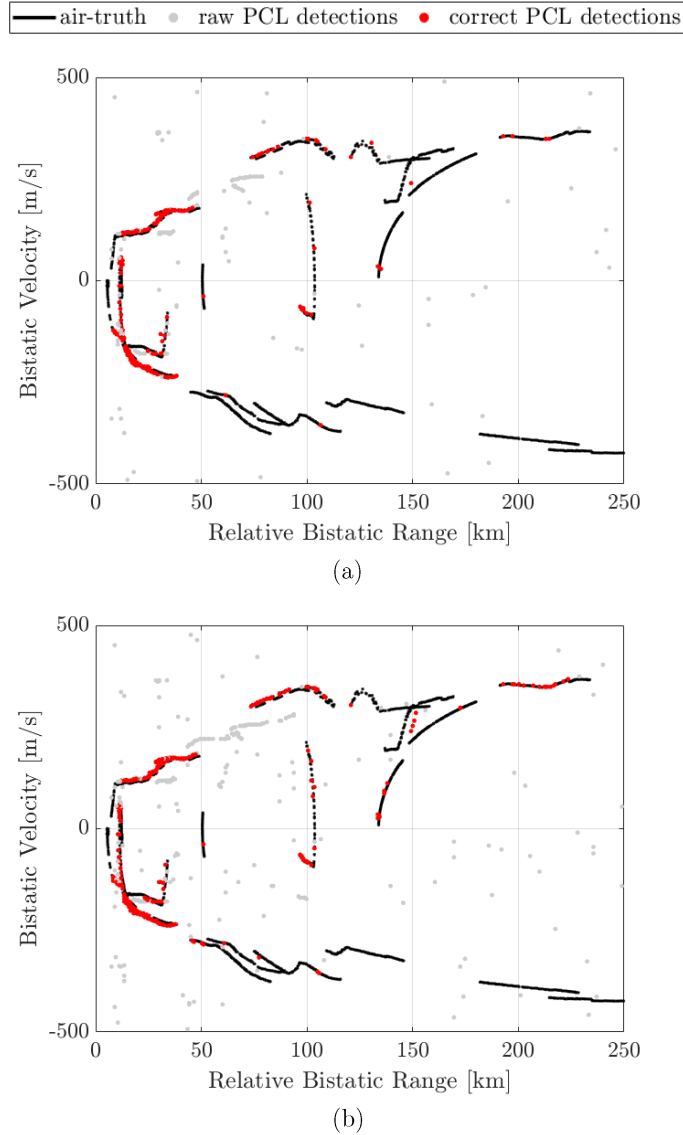 air-truth raw PCL detections correct PCL detections
500
0
-500
Bistatic Velocity [m/s]
0 50 100 150 200 250
Relative Bistatic Range [km]
(a)
500
0
-500
Bistatic Velocity [m/s]
0 50 100 150 200 250
Relative Bistatic Range [km]
(b)